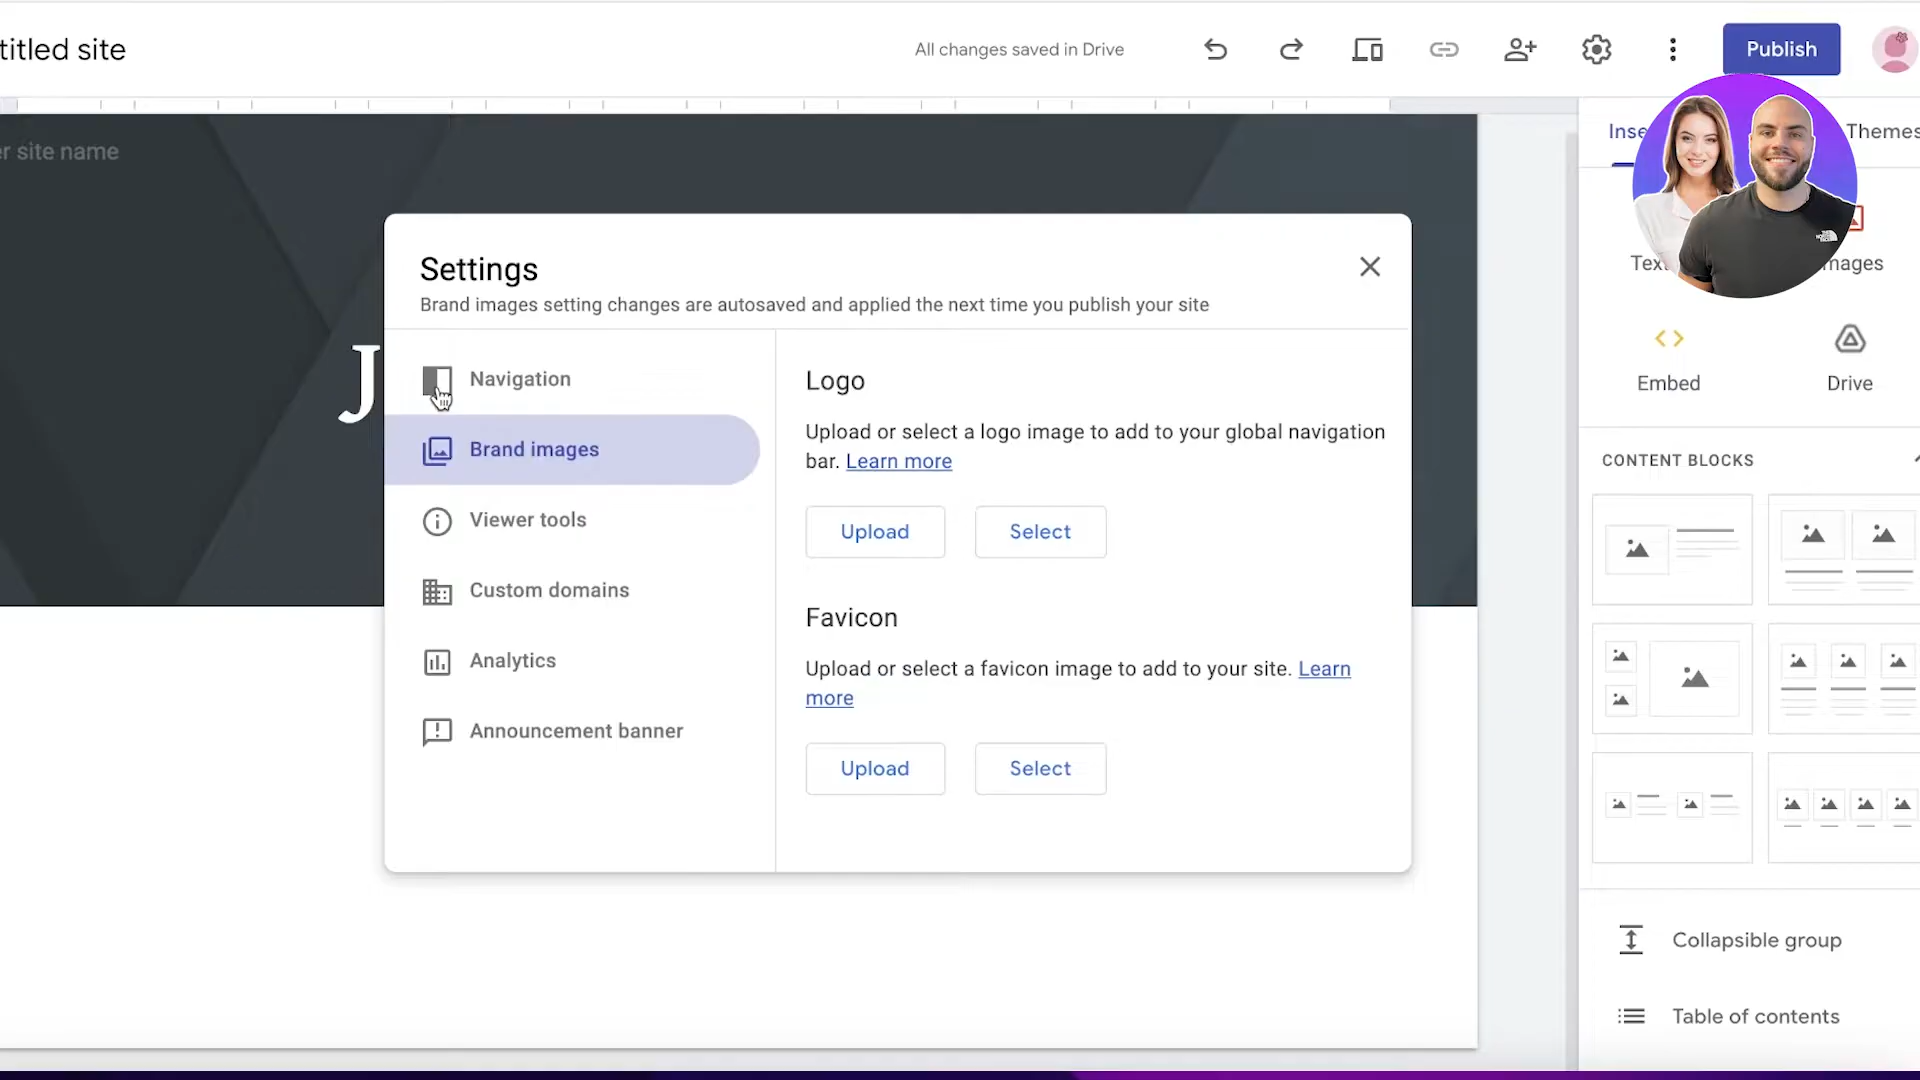 titled site
All changes saved in Drive
Publish
er site name
Themes
J
Settings
Brand images setting changes are autosaved and applied the next time you publish your site
Navigation
Brand images
Viewer tools
Custom domains
Analytics
Announcement banner
Logo
Upload or select a logo image to add to your global navigation
bar. Learn more
Upload
Select
Favicon
Upload or select a favicon image to add to your site. Learn
more
Upload
Select
Inse
Tex
mages
Embed
Drive
CONTENT BLOCKS
Collapsible group
Table of contents